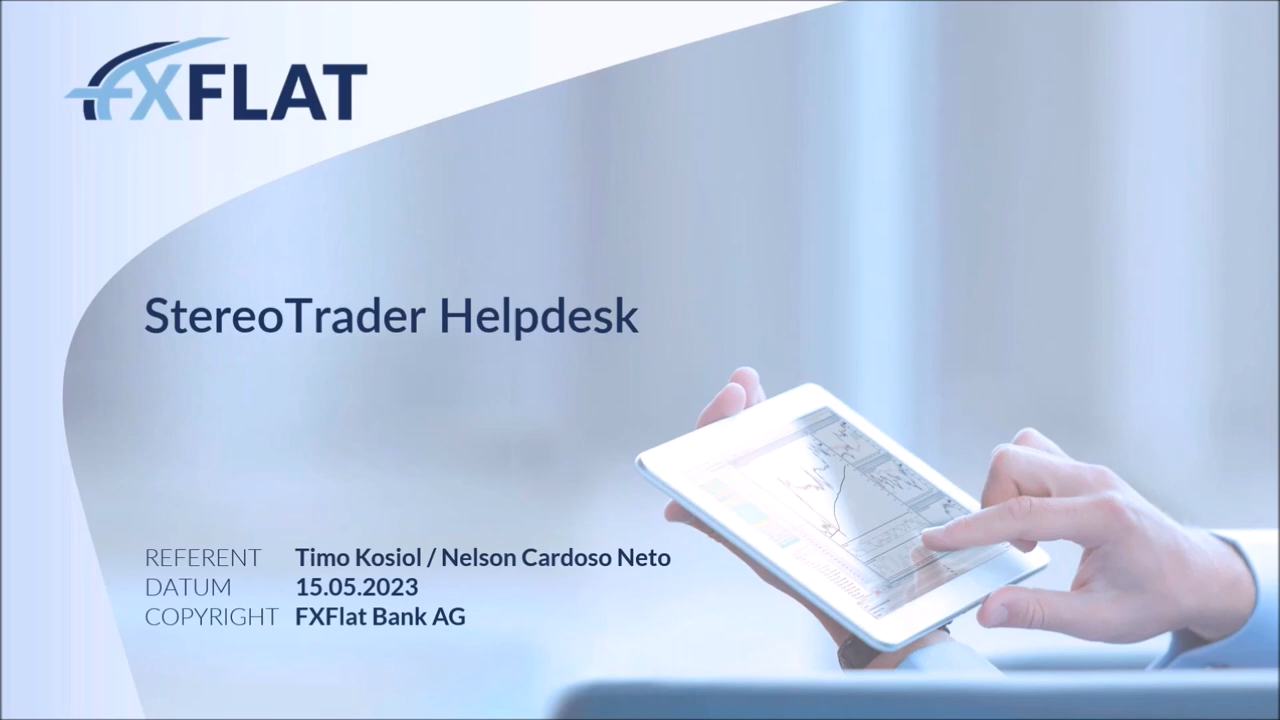 FXFLAT
StereoTrader Helpdesk
REFERENT Timo Kosiol / Nelson Cardoso Neto
DATUM 15.05.2023
COPYRIGHT FXFlat Bank AG